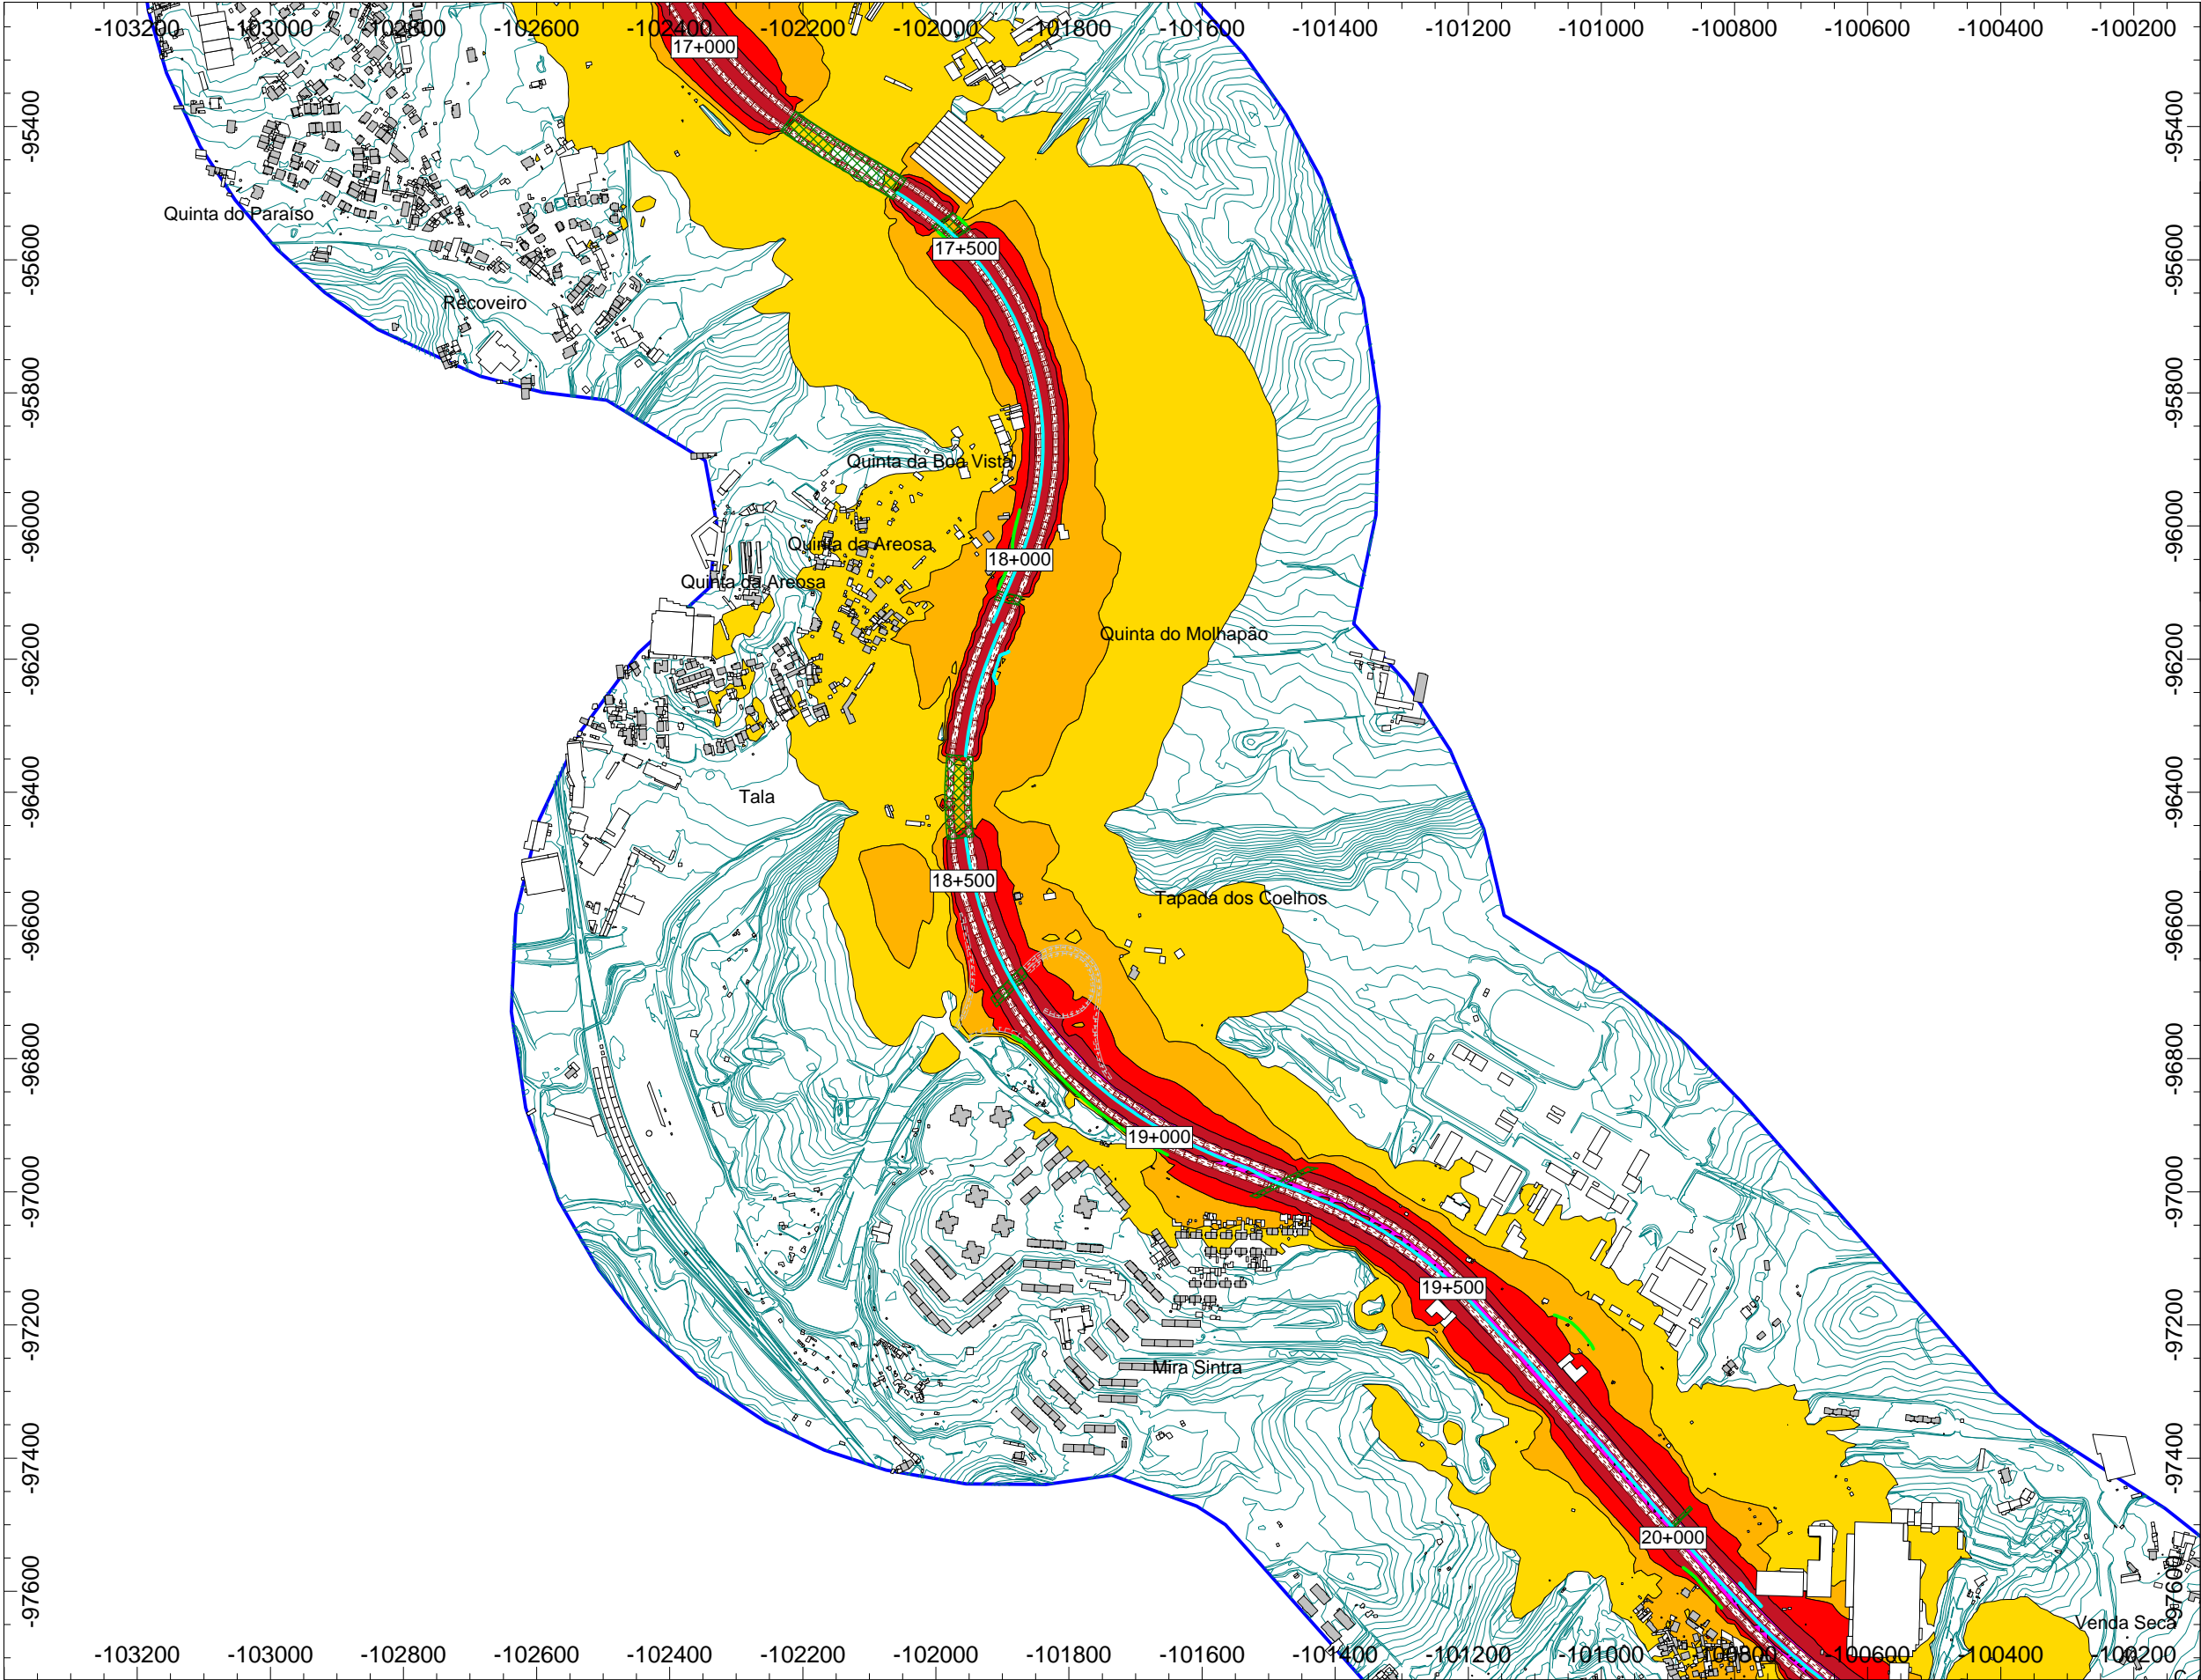 -103200 -103000 -102800 -102600 -102400 -102200 -102000 -101800 -101600 -101400 -101200 -101000 -100800 -100600 -100400 -100200
17+000
-95400 -95400
Quinta do Paraíso
17+500
-95600 -95600
Recoveiro
-95800 -95800
Quinta da Boa Vista
-96000 -96000
Quinta da Areosa
18+000
Quinta da Areosa
Quinta do Molhapão
-96200 -96200
-96400 -96400
Tala
18+500
Tapada dos Coelhos
-96600 -96600
-96800 -96800
19+000
-97000 -97000
19+500
-97200 -97200
Mira Sintra
-97400 -97400
20+000
-97600 -97600
Venda Seca
-103200 -103000 -102800 -102600 -102400 -102200 -102000 -101800 -101600 -101400 -101200 -101000 -100800 -100600 -100400 -100200